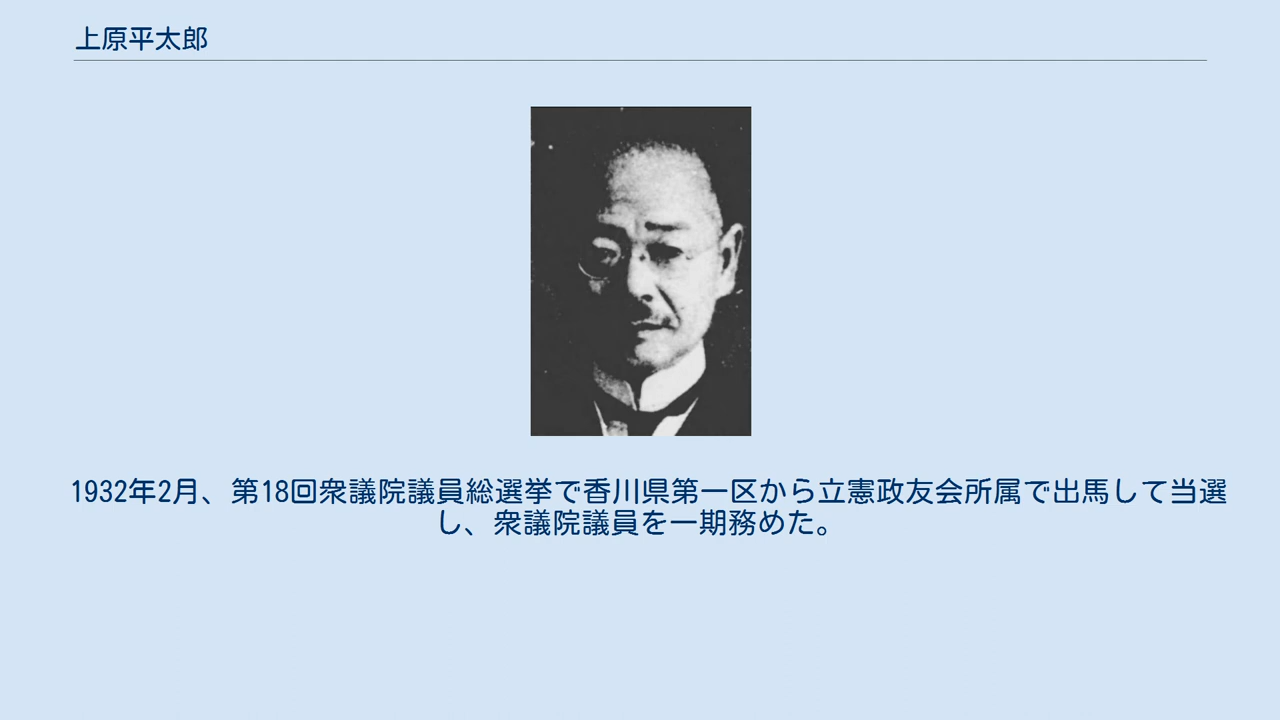 上原平太郎
1932年2月、第18回衆議院議員総選挙で香川県第一区から立憲政友会所属で出馬して当選
し、衆議院議員を一期務めた。